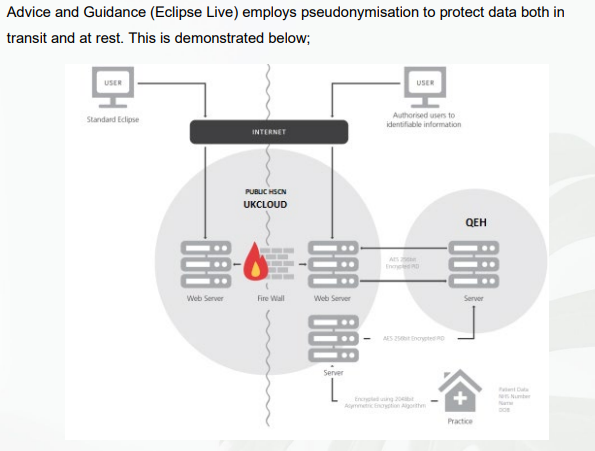 Advice and Guidance (Eclipse Live) employs pseudonymisation to protect data both in
transit and at rest. This is demonstrated below;
USER
USER
Standard Eclipse
Authorised users to
identifiable information
INTERNET
PUBLIC HSCN
UKCLOUD
QEH
AES 256bit
Encrypted RO
Web Server
Fire Wall
Web Server
Server
AES 256bit Encrypted RO
Server
Encrypted using 2048bit
Asymmetric Encryption Algorithm
Patient Data
NHS Number
Name
DOB
Practice